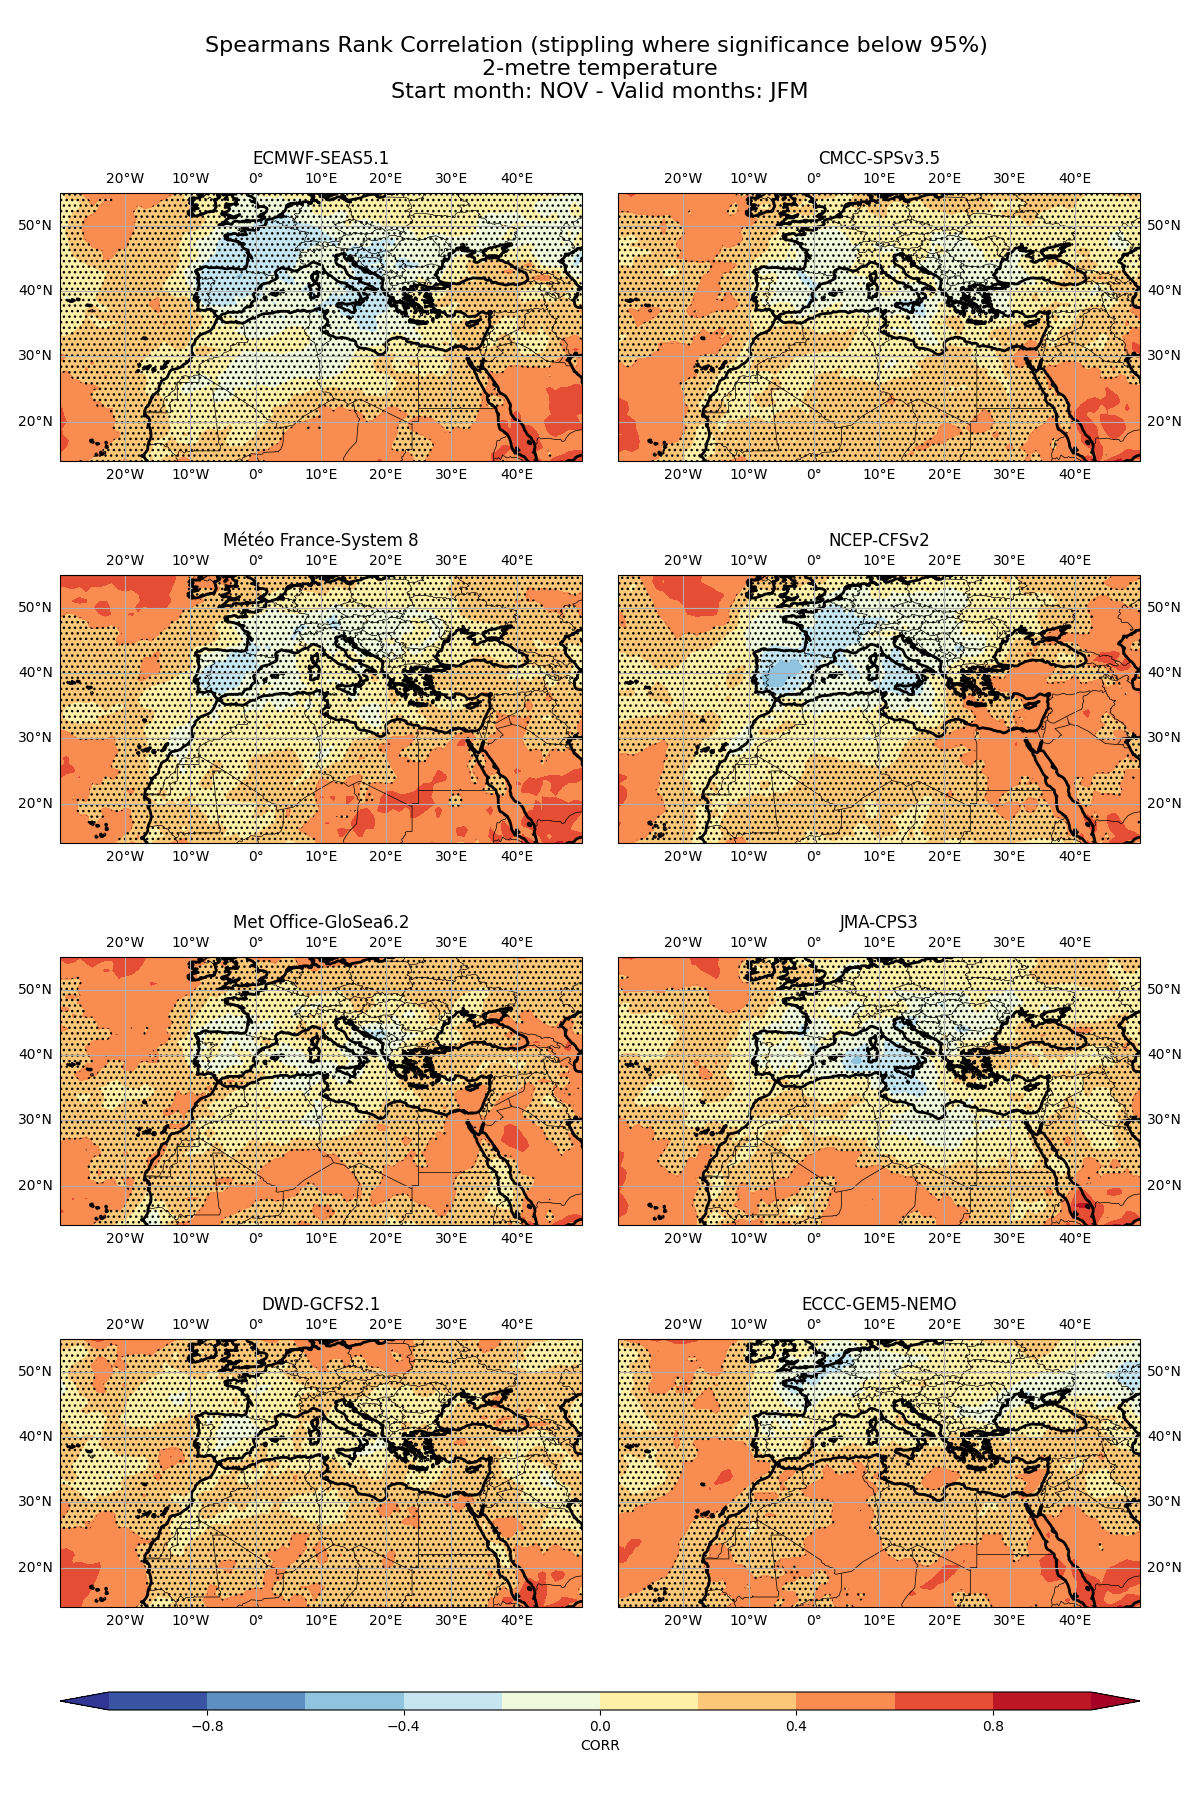 Spearmans Rank Correlation (stippling where significance below 95%)
2-metre temperature
Start month: NOV - Valid months: JFM
ECMWF-SEAS5.1
20°W 10°W 0° 10°E 20°E 30°E 40°E
50°N
40°N
30°N
20°N
20°W 10°W 0° 10°E 20°E 30°E 40°E
CMCC-SPSv3.5
20°W 10°W 0° 10°E 20°E 30°E 40°E
50°N
40°N
30°N
20°N
20°W 10°W 0° 10°E 20°E 30°E 40°E
Météo France-System 8
20°W 10°W 0° 10°E 20°E 30°E 40°E
50°N
40°N
30°N
20°N
20°W 10°W 0° 10°E 20°E 30°E 40°E
NCEP-CFSv2
20°W 10°W 0° 10°E 20°E 30°E 40°E
50°N
40°N
30°N
20°N
20°W 10°W 0° 10°E 20°E 30°E 40°E
Met Office-GloSea6.2
20°W 10°W 0° 10°E 20°E 30°E 40°E
50°N
40°N
30°N
20°N
20°W 10°W 0° 10°E 20°E 30°E 40°E
JMA-CPS3
20°W 10°W 0° 10°E 20°E 30°E 40°E
50°N
40°N
30°N
20°N
20°W 10°W 0° 10°E 20°E 30°E 40°E
DWD-GCFS2.1
20°W 10°W 0° 10°E 20°E 30°E 40°E
50°N
40°N
30°N
20°N
20°W 10°W 0° 10°E 20°E 30°E 40°E
ECCC-GEM5-NEMO
20°W 10°W 0° 10°E 20°E 30°E 40°E
50°N
40°N
30°N
20°N
20°W 10°W 0° 10°E 20°E 30°E 40°E
−0.8 −0.4 0.0 0.4 0.8
CORR